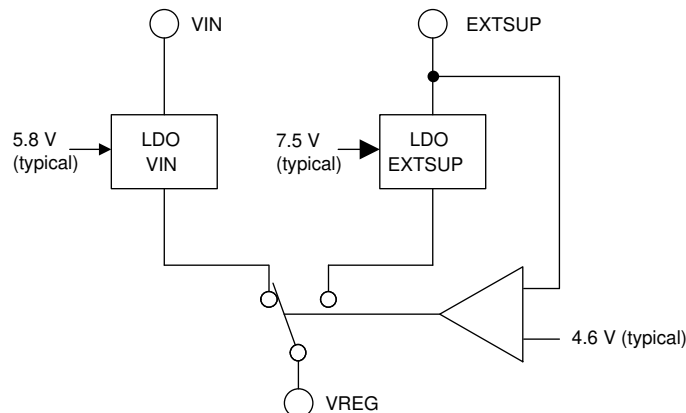 VIN
EXTSUP
5.8 V
(typical)
LDO
VIN
7.5 V
(typical)
LDO
EXTSUP
4.6 V (typical)
VREG